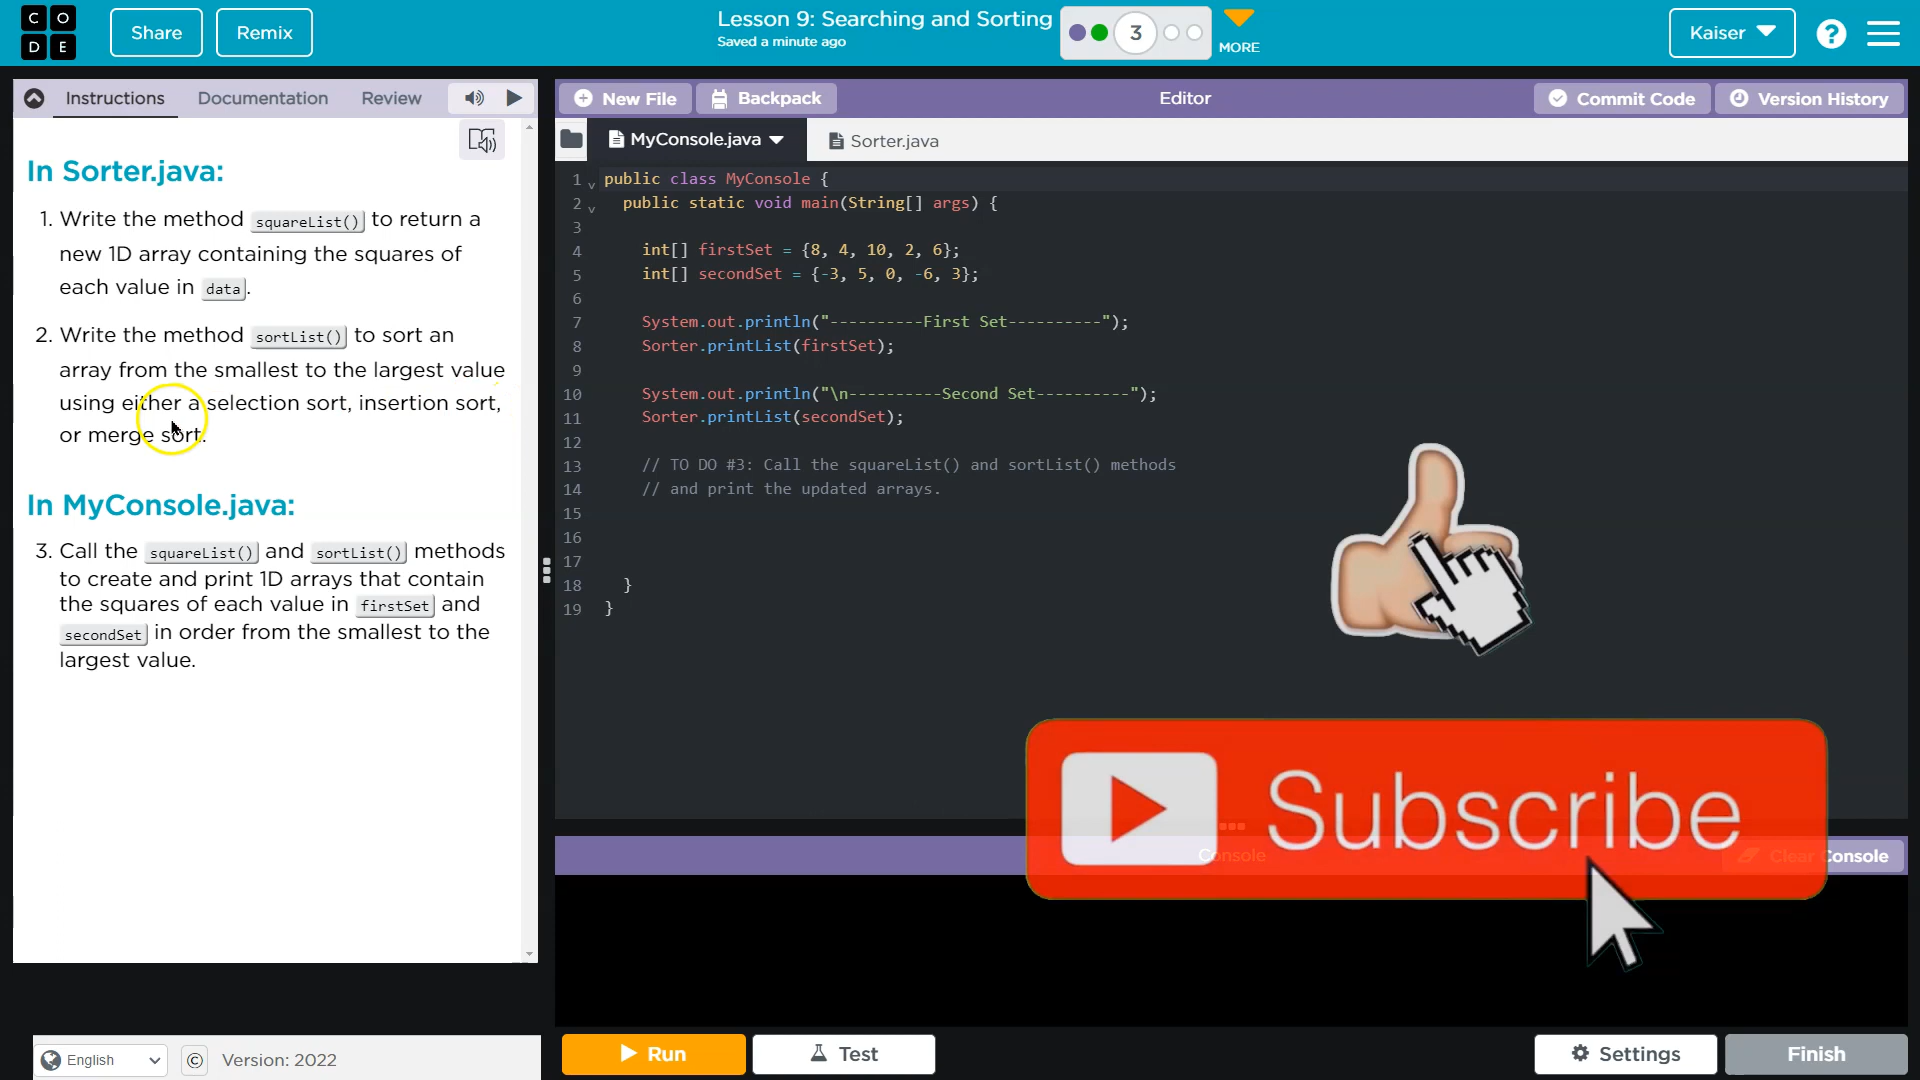 CODE
Share
Remix
Lesson 9: Searching and Sorting
Saved a minute ago
3
MORE
Kaiser
?
Instructions
Documentation
Review
In Sorter.java:
1. Write the method squareList() to return a
new 1D array containing the squares of
each value in data.
2. Write the method sortList() to sort an
array from the smallest to the largest value
using either a selection sort, insertion sort,
or merge sort.
In MyConsole.java:
3. Call the squareList() and sortList() methods
to create and print 1D arrays that contain
the squares of each value in firstSet and
secondSet in order from the smallest to the
largest value.
English
© Version: 2022
New File
Backpack
Editor
Commit Code
Version History
MyConsole.java
Sorter.java
1 public class MyConsole {
2 public static void main(String[] args) {
3
4 int[] firstSet = {8, 4, 10, 2, 6};
5 int[] secondSet = {-3, 5, 0, -6, 3};
6
7 System.out.println("----------First Set----------");
8 Sorter.printList(firstSet);
9
10 System.out.println("\n----------Second Set----------");
11 Sorter.printList(secondSet);
12
13 // TO DO #3: Call the squareList() and sortList() methods
14 // and print the updated arrays.
15
16
17
18 }
19 }
Subscribe
Console
Clear Console
Run
Test
Settings
Finish